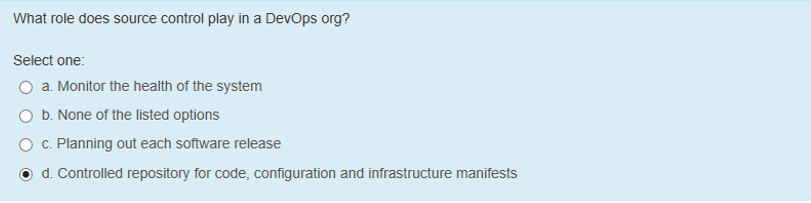 What role does source control play in a DevOps org?
Select one:
a. Monitor the health of the system
b. None of the listed options
c. Planning out each software release
d. Controlled repository for code, configuration and infrastructure manifests